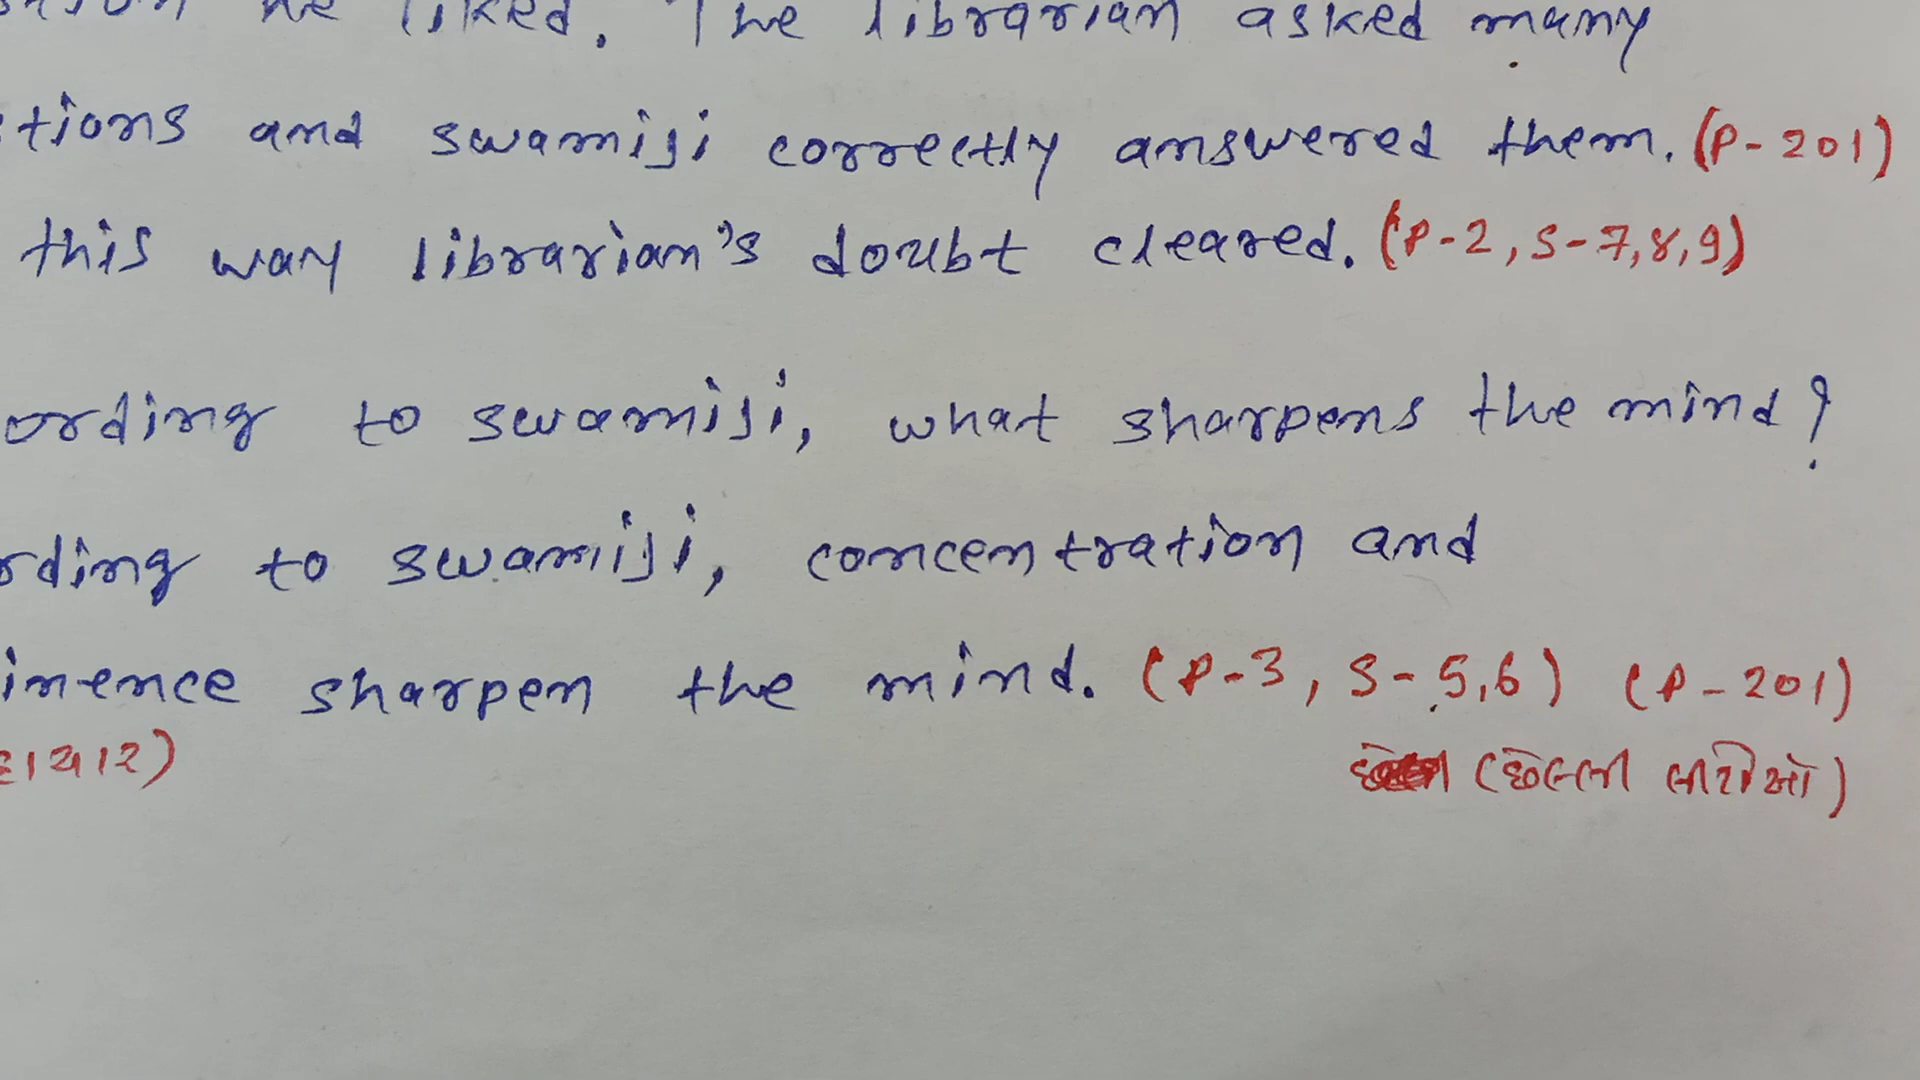 he liked. The librarian asked many
tions and swamiji correctly answered them. (P-201)
this way librarian's doubt cleared. (P-2, S-7,8,9)
ording to swamiji, what sharpens the mind?
rding to swamiji, concentration and
inence sharpen the mind. (P-3, S-5,6) (P-201)
(છેલ્લી લીટીઓ)